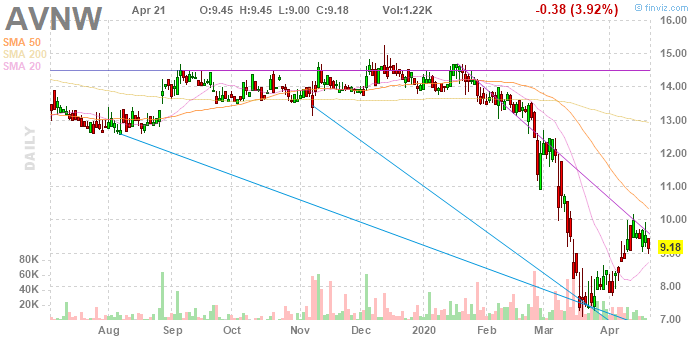 AVNW
Apr 21 O:9.45 H:9.45 L:9.00 C:9.18 Vol:1.22K -0.38 (3.92%)
© finviz.com
SMA 50
SMA 200
SMA 20
DAILY
16.00
15.00
14.00
13.00
12.00
11.00
10.00
9.18
9.00
8.00
7.00
80K
60K
40K
20K
Aug Sep Oct Nov Dec 2020 Feb Mar Apr